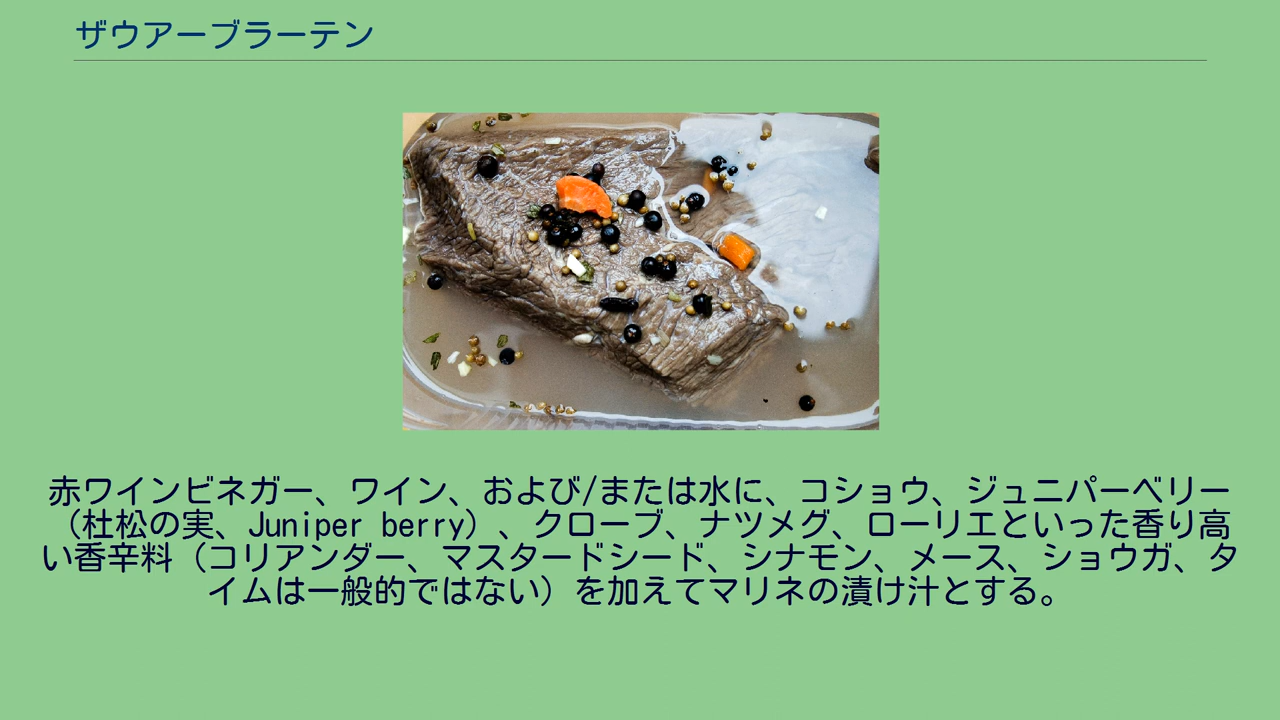 ザウアーブラーテン
赤ワインビネガー、ワイン、および/または水に、コショウ、ジュニパーベリー
（杜松の実、Juniper berry）、クローブ、ナツメグ、ローリエといった香り高
い香辛料（コリアンダー、マスタードシード、シナモン、メース、ショウガ、タ
イムは一般的ではない）を加えてマリネの漬け汁とする。